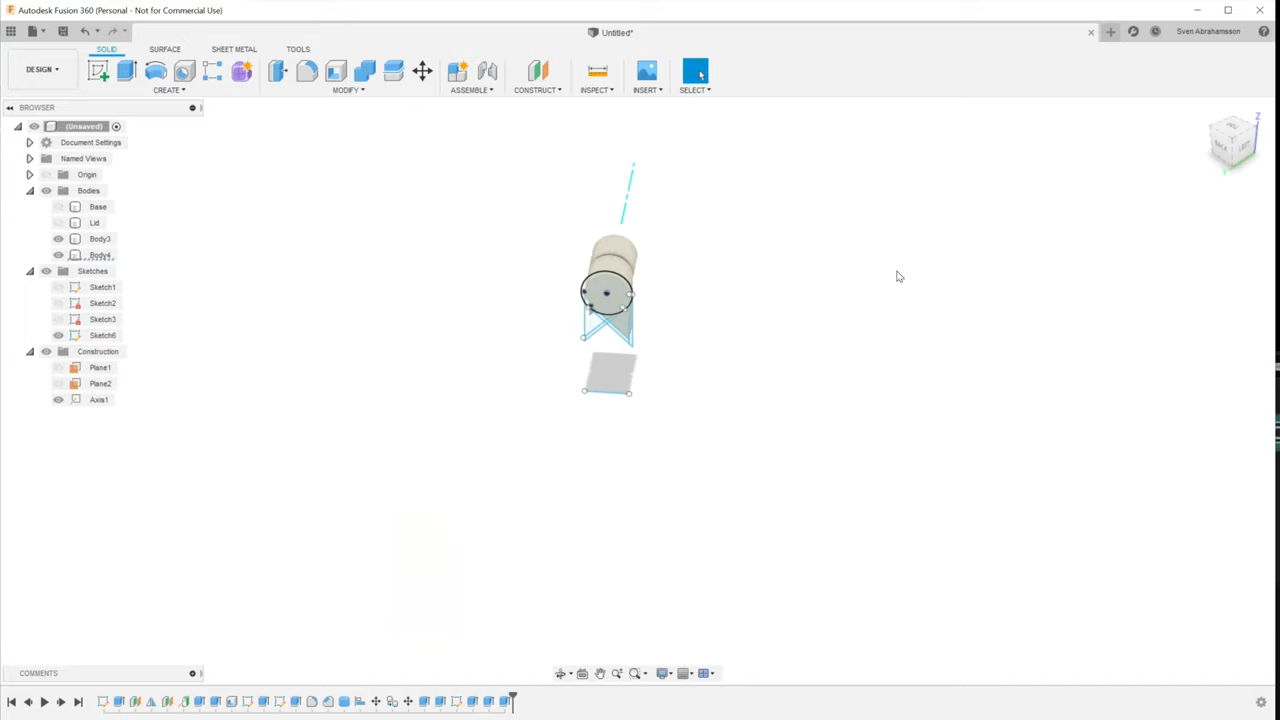 Autodesk Fusion 360 (Personal - Not for Commercial Use)
Untitled*
Sven Abrahamsson
SOLID SURFACE SHEET METAL TOOLS
DESIGN
CREATE MODIFY ASSEMBLE CONSTRUCT INSPECT INSERT SELECT
BROWSER
(Unsaved)
Document Settings
Named Views
Origin
Bodies
Base
Lid
Body3
Body4
Sketches
Sketch1
Sketch2
Sketch3
Sketch6
Construction
Plane1
Plane2
Axis1
Z
BACK LEFT
Y
COMMENTS